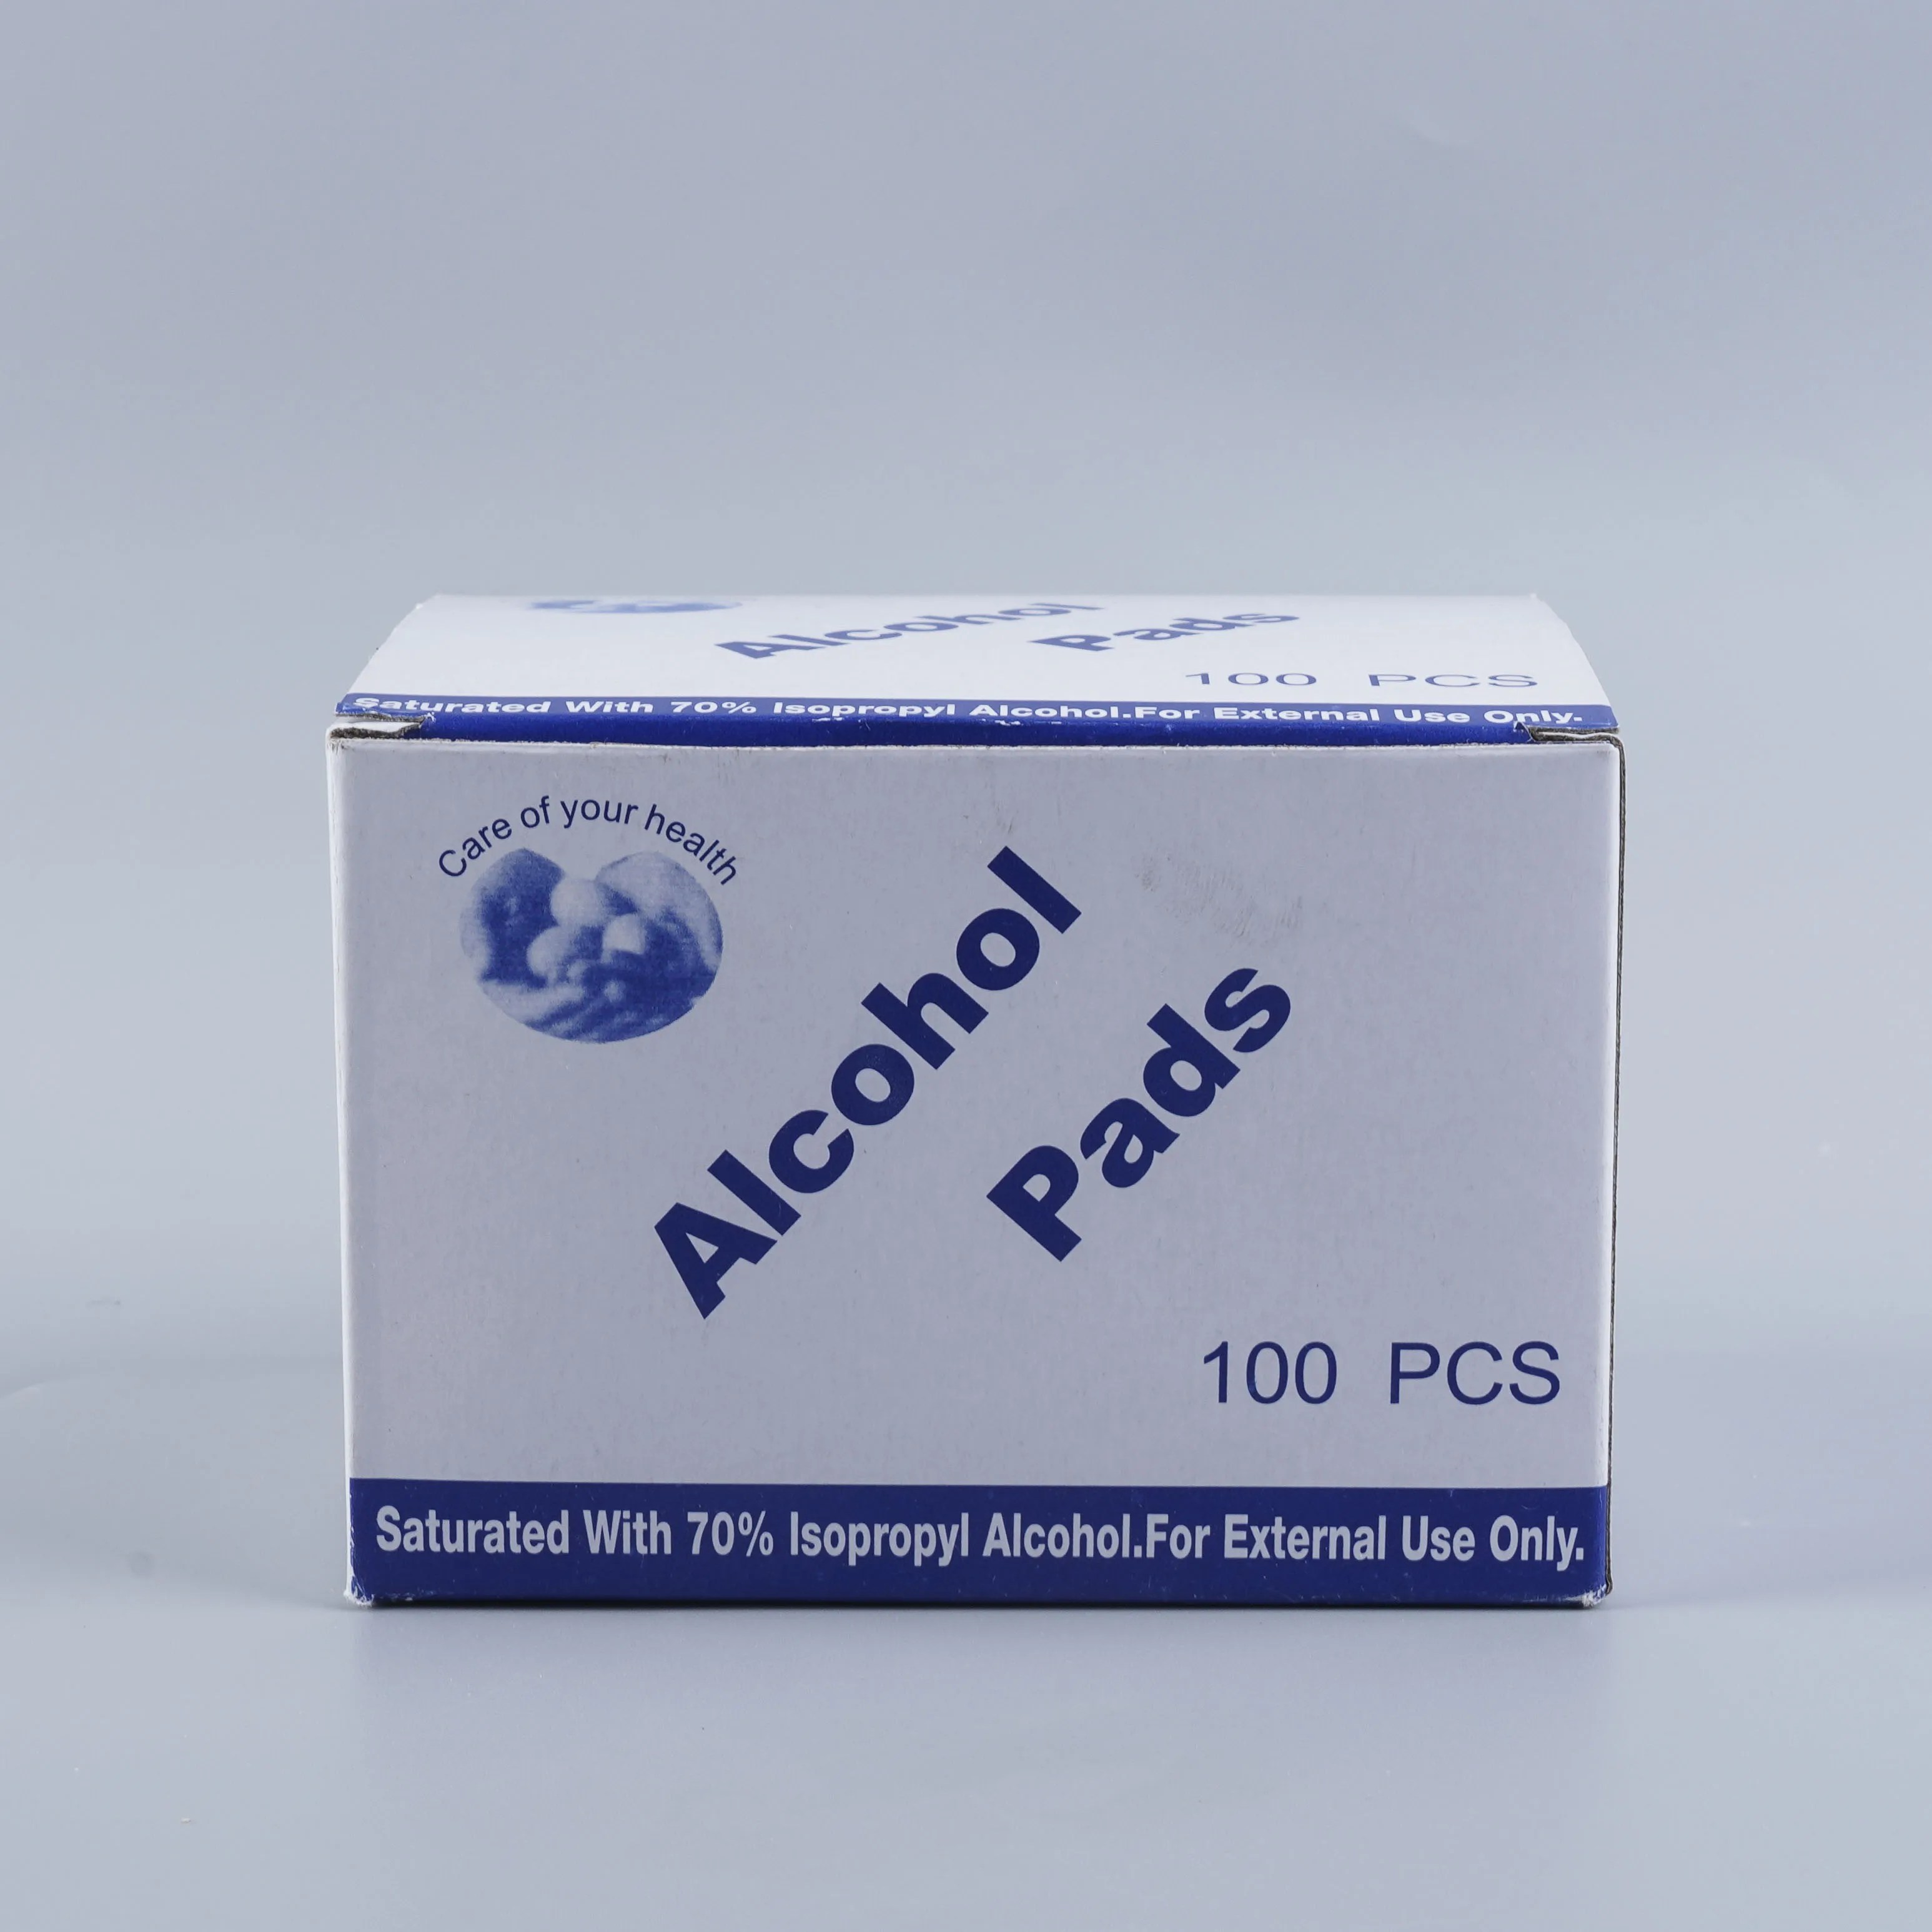 Alcohol
Pads
100 PCS
Saturated With 70% Isopropyl Alcohol.For External Use Only.
Care of your health
Alcohol
Pads
100 PCS
Saturated With 70% Isopropyl Alcohol.For External Use Only.